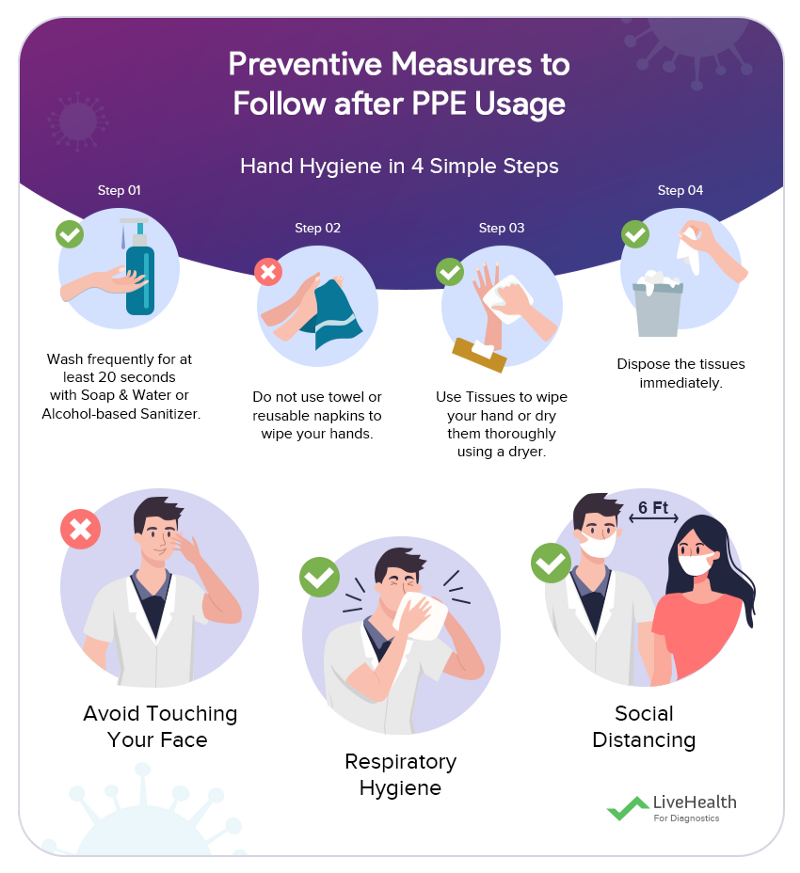 Preventive Measures to
Follow after PPE Usage
Hand Hygiene in 4 Simple Steps
Step 01
Wash frequently for at
least 20 seconds
with Soap & Water or
Alcohol-based Sanitizer.
Step 02
Do not use towel or
reusable napkins to
wipe your hands.
Step 03
Use Tissues to wipe
your hand or dry
them thoroughly
using a dryer.
Step 04
Dispose the tissues
immediately.
Avoid Touching
Your Face
Respiratory
Hygiene
6 Ft
Social
Distancing
LiveHealth
For Diagnostics